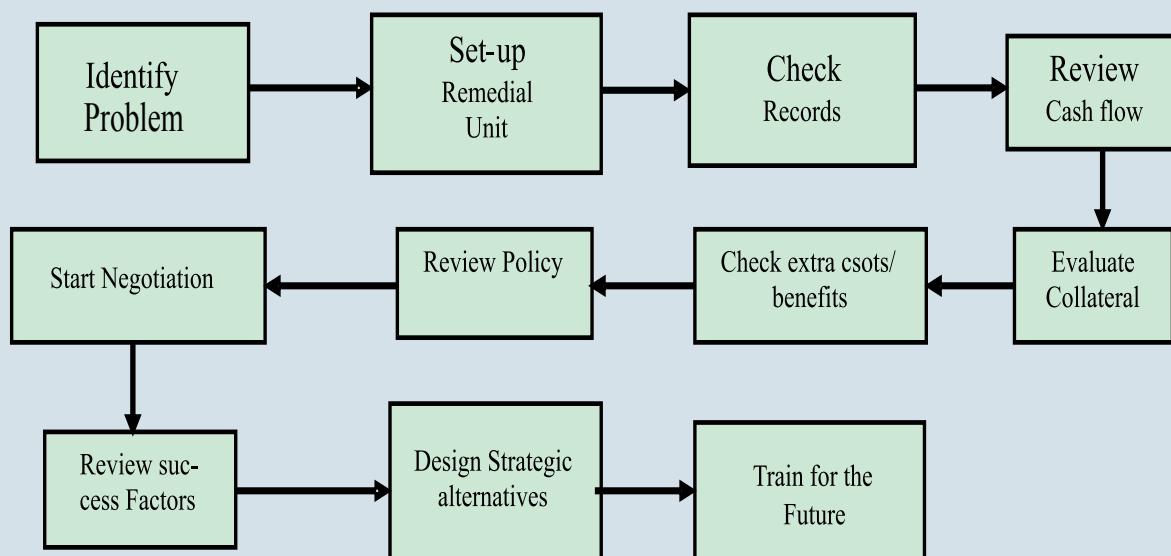 Identify
Problem
Set-up
Remedial
Unit
Check
Records
Review
Cash flow
Evaluate
Collateral
Check extra csots/
benefits
Review Policy
Start Negotiation
Review suc-
cess Factors
Design Strategic
alternatives
Train for the
Future